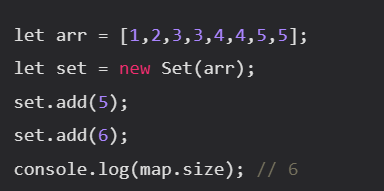 let arr = [1,2,3,3,4,4,5,5];
let set = new Set(arr);
set.add(5);
set.add(6);
console.log(map.size); // 6